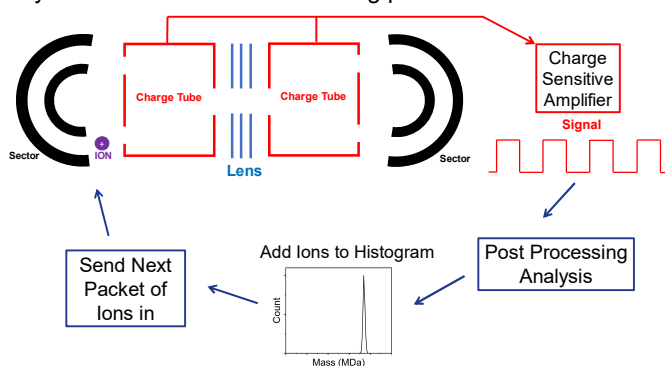 Charge Tube
Charge Tube
Charge
Sensitive
Amplifier
Signal
Sector
+
ION
Lens
Sector
Add Ions to Histogram
Send Next
Packet of
Ions in
Post Processing
Analysis
Count
Mass (MDa)